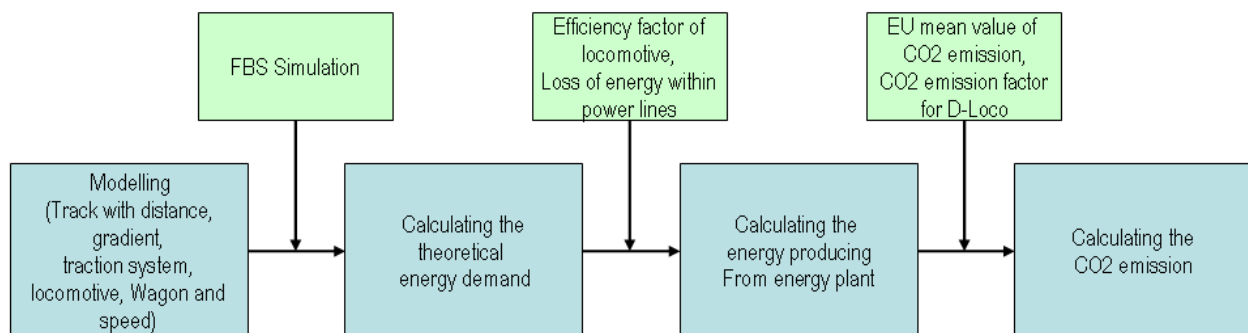 FBS Simulation
Efficiency factor of
locomotive,
Loss of energy within
power lines
EU mean value of
CO2 emission,
CO2 emission factor
for D-Loco
Modelling
(Track with distance,
gradient,
traction system,
locomotive, Wagon and
speed)
Calculating the
theoretical
energy demand
Calculating the
energy producing
From energy plant
Calculating the
CO2 emission